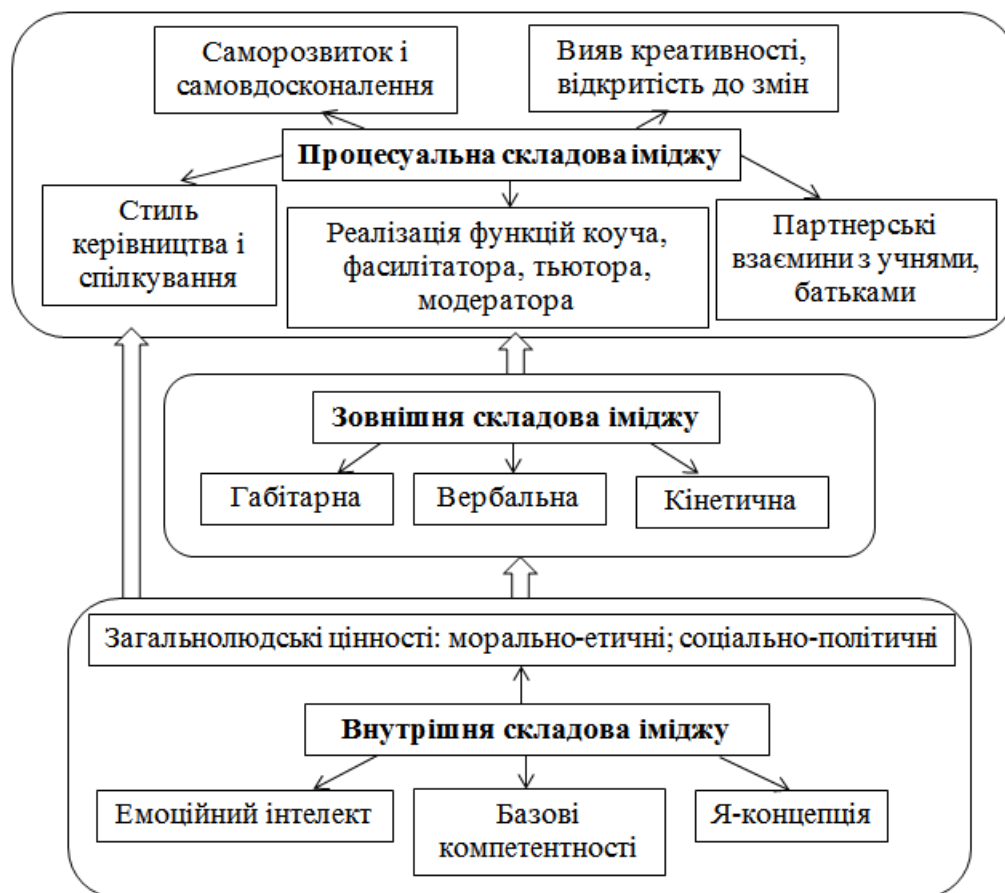 Саморозвиток і
самовдосконалення
Вияв креативності,
відкритість до змін
Процесуальна складова іміджу
Стиль
керівництва і
спілкування
Реалізація функцій коуча,
фасилітатора, тьютора,
модератора
Партнерські
взаємини з учнями,
батьками
Зовнішня складова іміджу
Габітарна
Вербальна
Кінетична
Загальнолюдські цінності: морально-етичні; соціально-політичні
Внутрішня складова іміджу
Емоційний інтелект
Базові
компетентності
Я-концепція